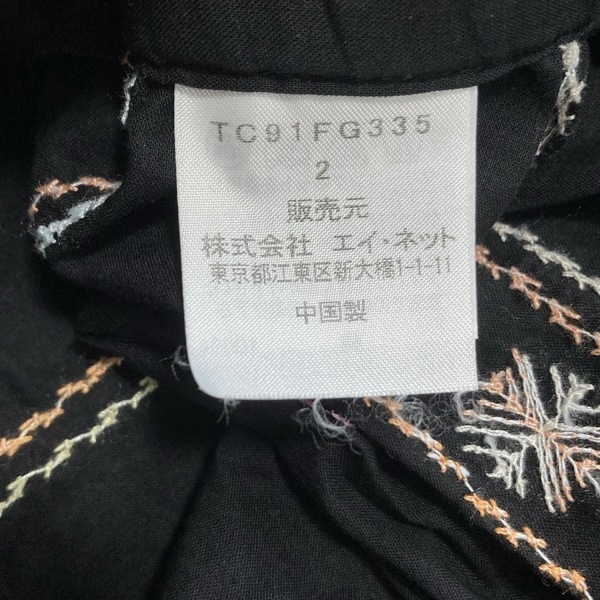 TC91FG335
2
販売元
株式会社 エイ・ネット
東京都江東区新大橋1-1-11
中国製